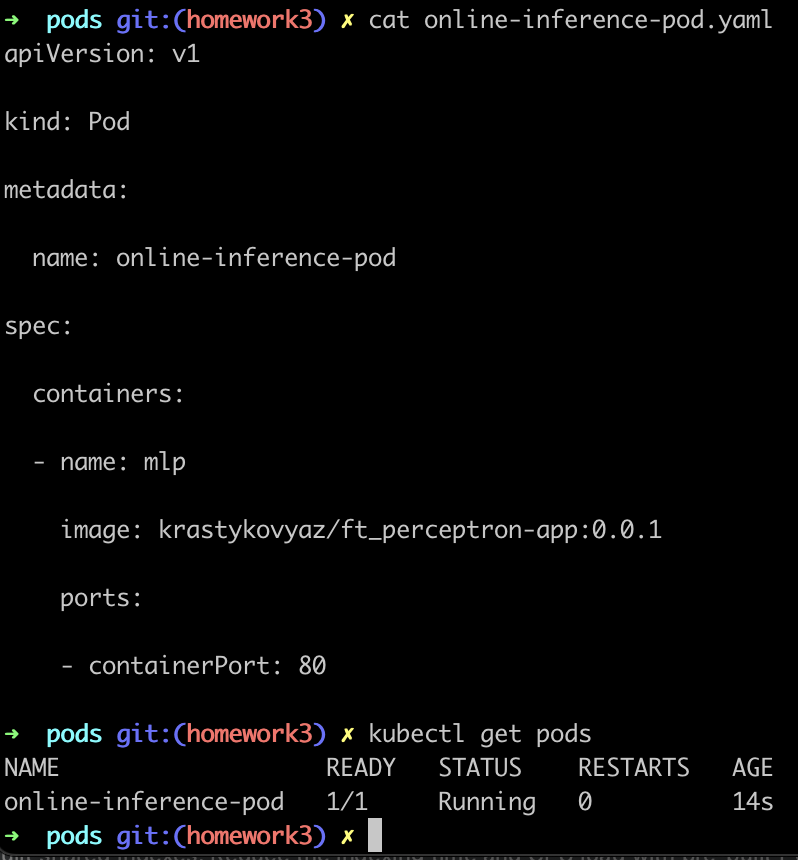 ➜  pods git:(homework3) ✗ cat online-inference-pod.yaml
apiVersion: v1
kind: Pod
metadata:
  name: online-inference-pod
spec:
  containers:
  - name: mlp
    image: krastykovyaz/ft_perceptron-app:0.0.1
    ports:
    - containerPort: 80
➜  pods git:(homework3) ✗ kubectl get pods
NAME                   READY   STATUS    RESTARTS   AGE
online-inference-pod   1/1     Running   0          14s
➜  pods git:(homework3) ✗